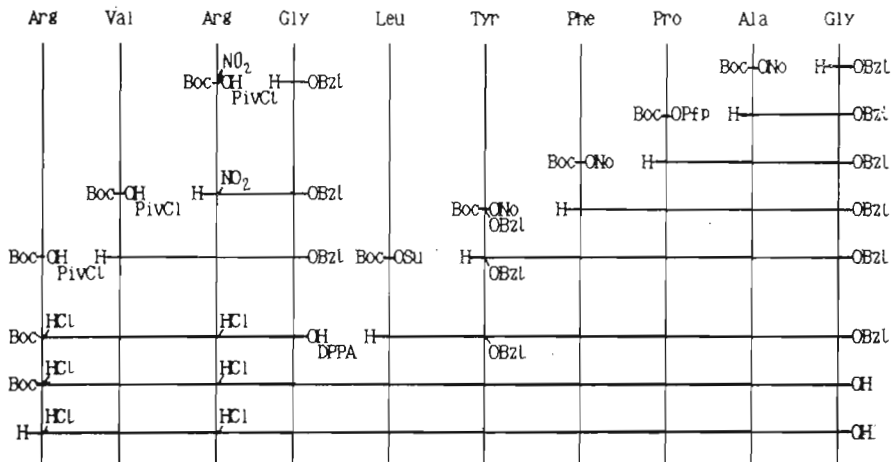 Arg Val Arg Gly Leu Tyr Phe Pro Ala Gly
NO2
Boc OH H OBzl Boc ONo H OBzl
PivCl
Boc OPfp H OBzl
Boc ONo H OBzl
NO2
Boc OH H OBzl Boc ONo H OBzl
PivCl OBzl
Boc OH H OBzl Boc OSu H OBzl OBzl
PivCl
HCl HCl
Boc OH H OBzl OBzl
DPPA
HCl HCl
Boc OH
HCl HCl
H OH